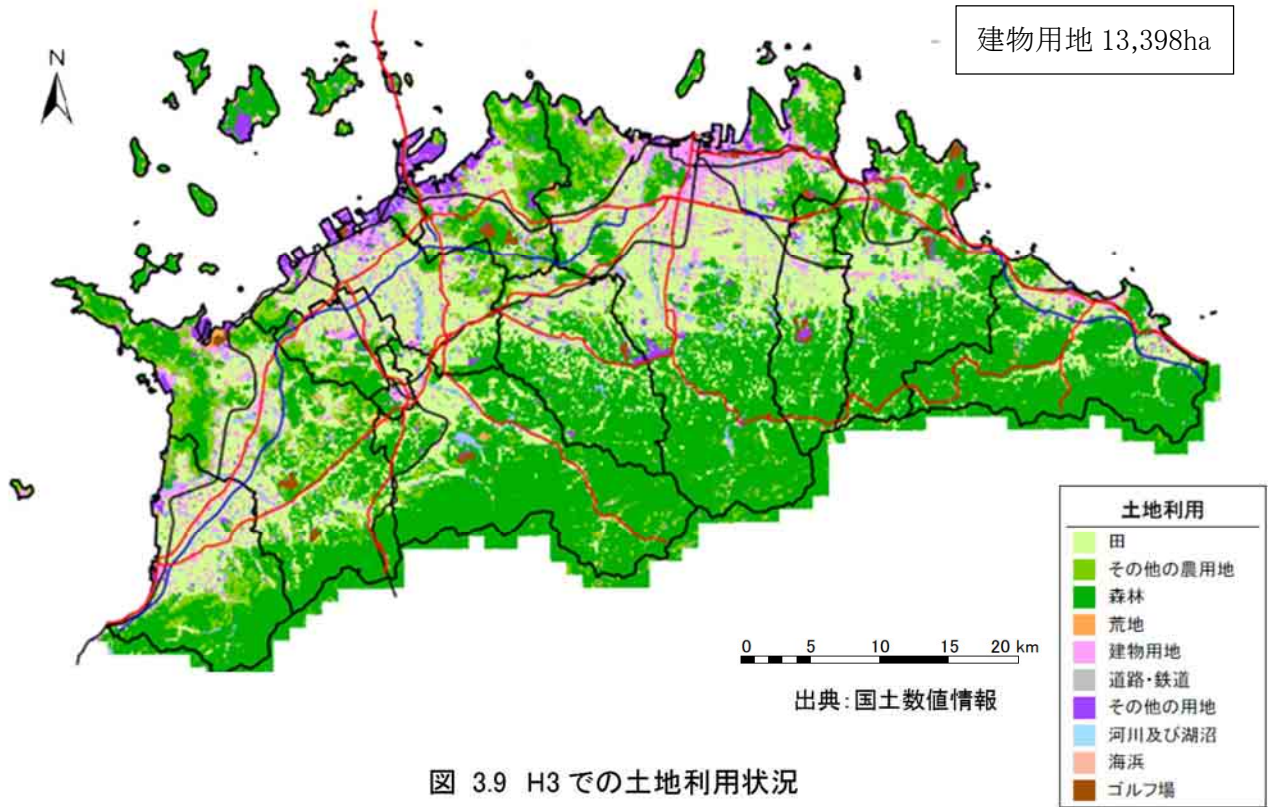 建物用地 13,398ha
N
土地利用
田
その他の農用地
森林
荒地
建物用地
道路・鉄道
その他の用地
河川及び湖沼
海浜
ゴルフ場
0 5 10 15 20 km
出典：国土数値情報
図 3.9 H3 での土地利用状況